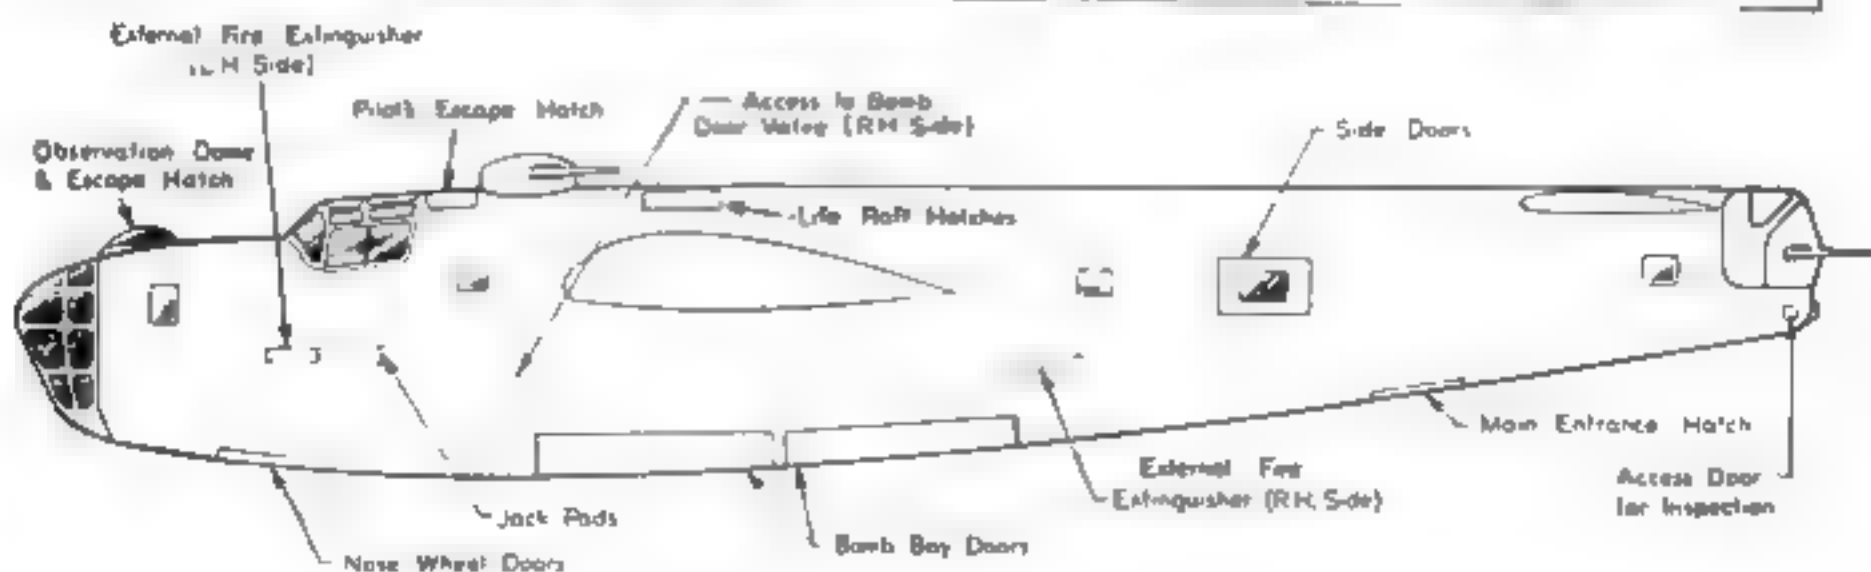 External Fire Extinguisher
(L H Side)
Pilot's Escape Hatch
Access to Bomb
Door Valve (R H Side)
Side Doors
Observation Dome
& Escape Hatch
Life Raft Hatches
Main Entrance Hatch
External Fire
Extinguisher (R H Side)
Access Door
for Inspection
Jack Pads
Bomb Bay Doors
Nose Wheel Doors